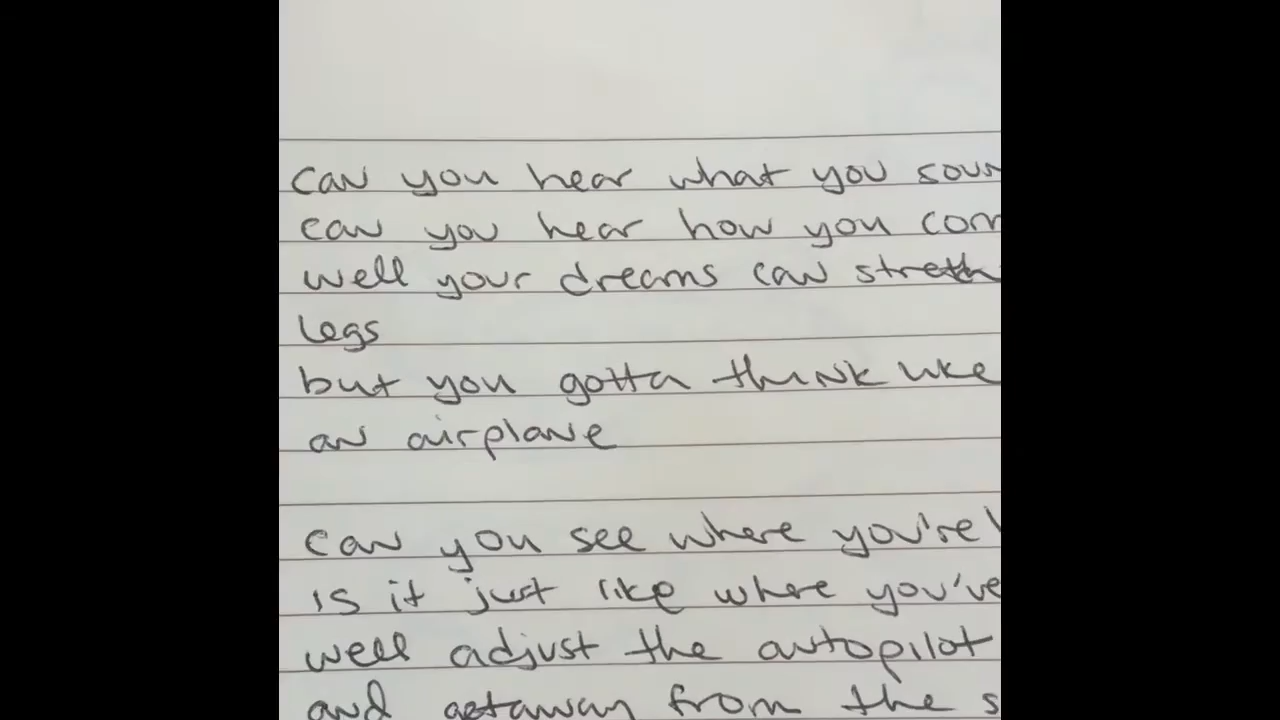 can you hear what you soun
can you hear how you com
well your dreams can streth
legs
but you gotta think like
an airplane
can you see where you're
is it just like where you've
well adjust the autopilot
and getaway from the s